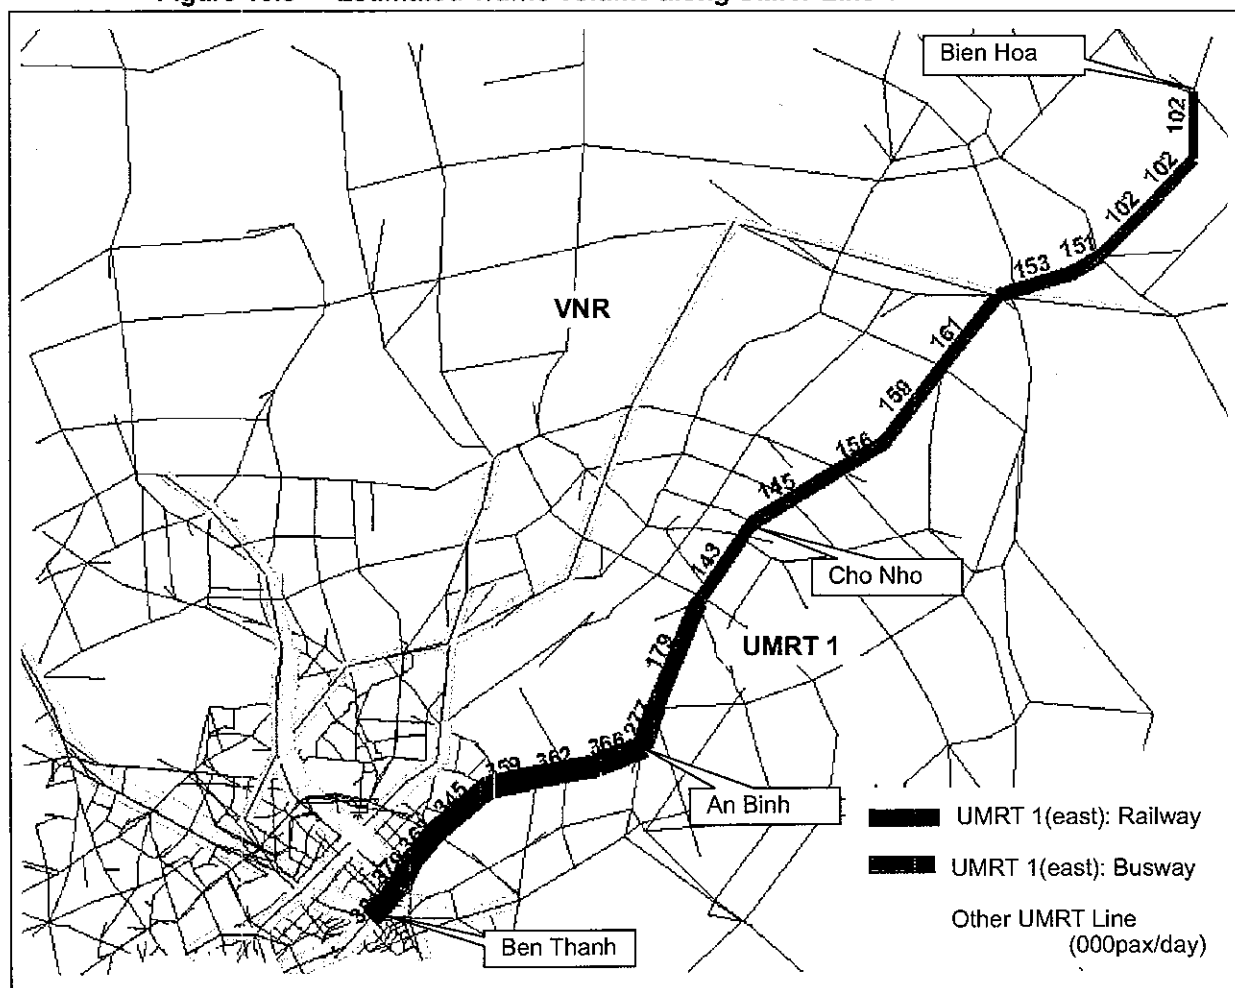 Bien Hoa
102
102
102
151
153
VNR
161
159
156
145
143
Cho Nho
UMRT 1
179
277
366
362
359
345
An Binh
UMRT 1(east): Railway
UMRT 1(east): Busway
Other UMRT Line
(000pax/day)
379
Ben Thanh